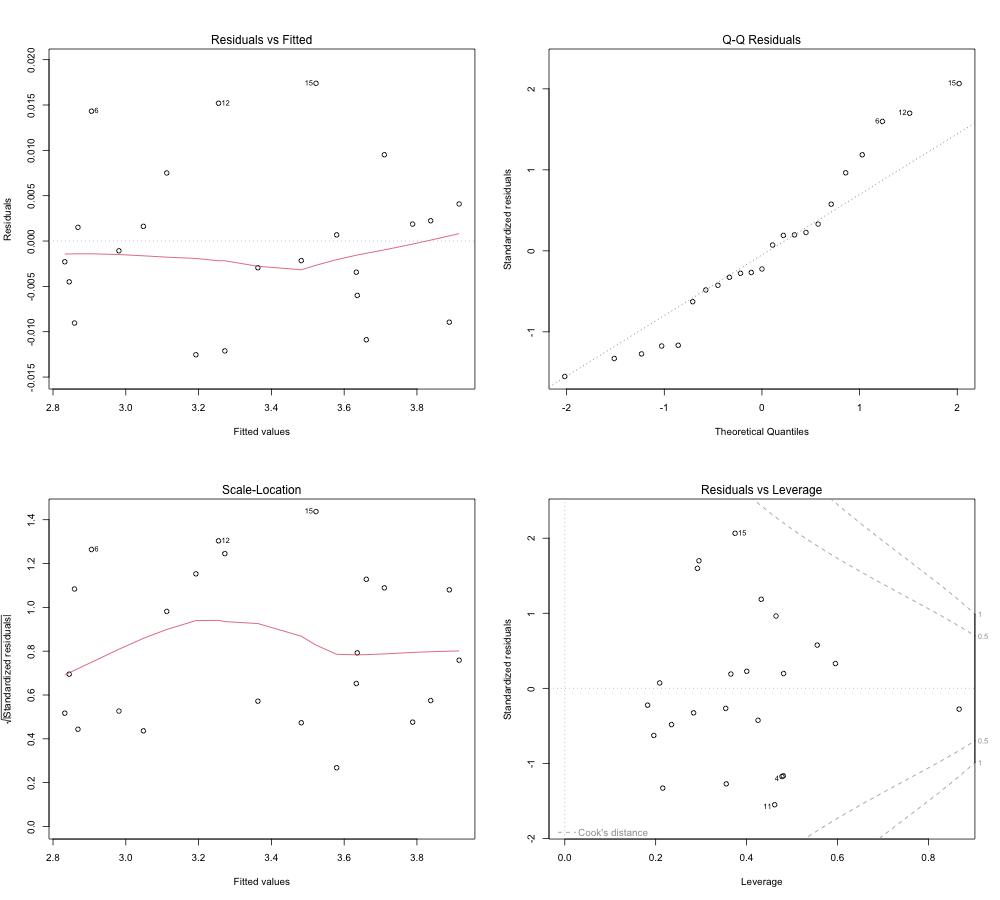 Residuals vs Fitted
Residuals
0.020
0.015
0.010
0.005
0.000
-0.005
-0.010
-0.015
15
12
6
2.8 3.0 3.2 3.4 3.6 3.8
Fitted values
Q-Q Residuals
Standardized residuals
2
1
0
-1
15
12
6
-2 -1 0 1 2
Theoretical Quantiles
Scale-Location
√|Standardized residuals|
1.4
1.2
1.0
0.8
0.6
0.4
0.2
0.0
15
12
6
2.8 3.0 3.2 3.4 3.6 3.8
Fitted values
Residuals vs Leverage
Standardized residuals
2
1
0
-1
-2
15
4
11
1
0.5
0.5
1
Cook's distance
0.0 0.2 0.4 0.6 0.8
Leverage